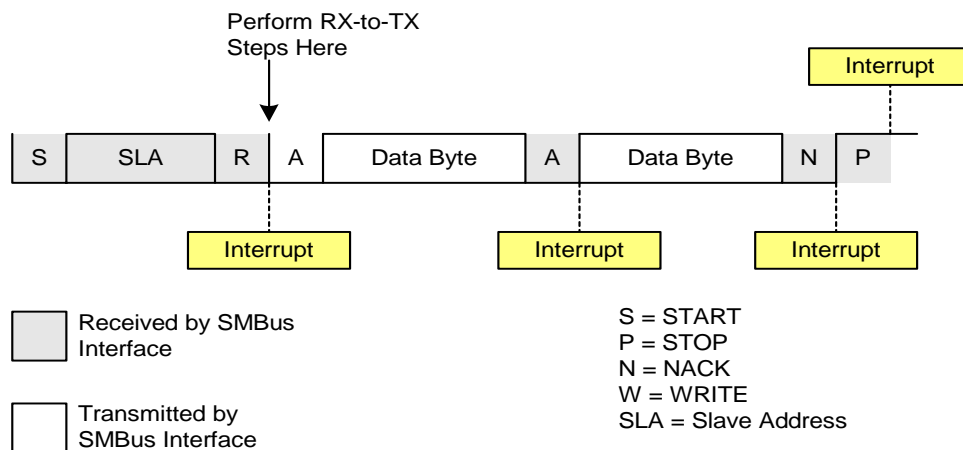 Perform RX-to-TX
Steps Here
Interrupt
S SLA R A Data Byte A Data Byte N P
Interrupt Interrupt Interrupt
Received by SMBus
Interface
Transmitted by
SMBus Interface
S = START
P = STOP
N = NACK
W = WRITE
SLA = Slave Address